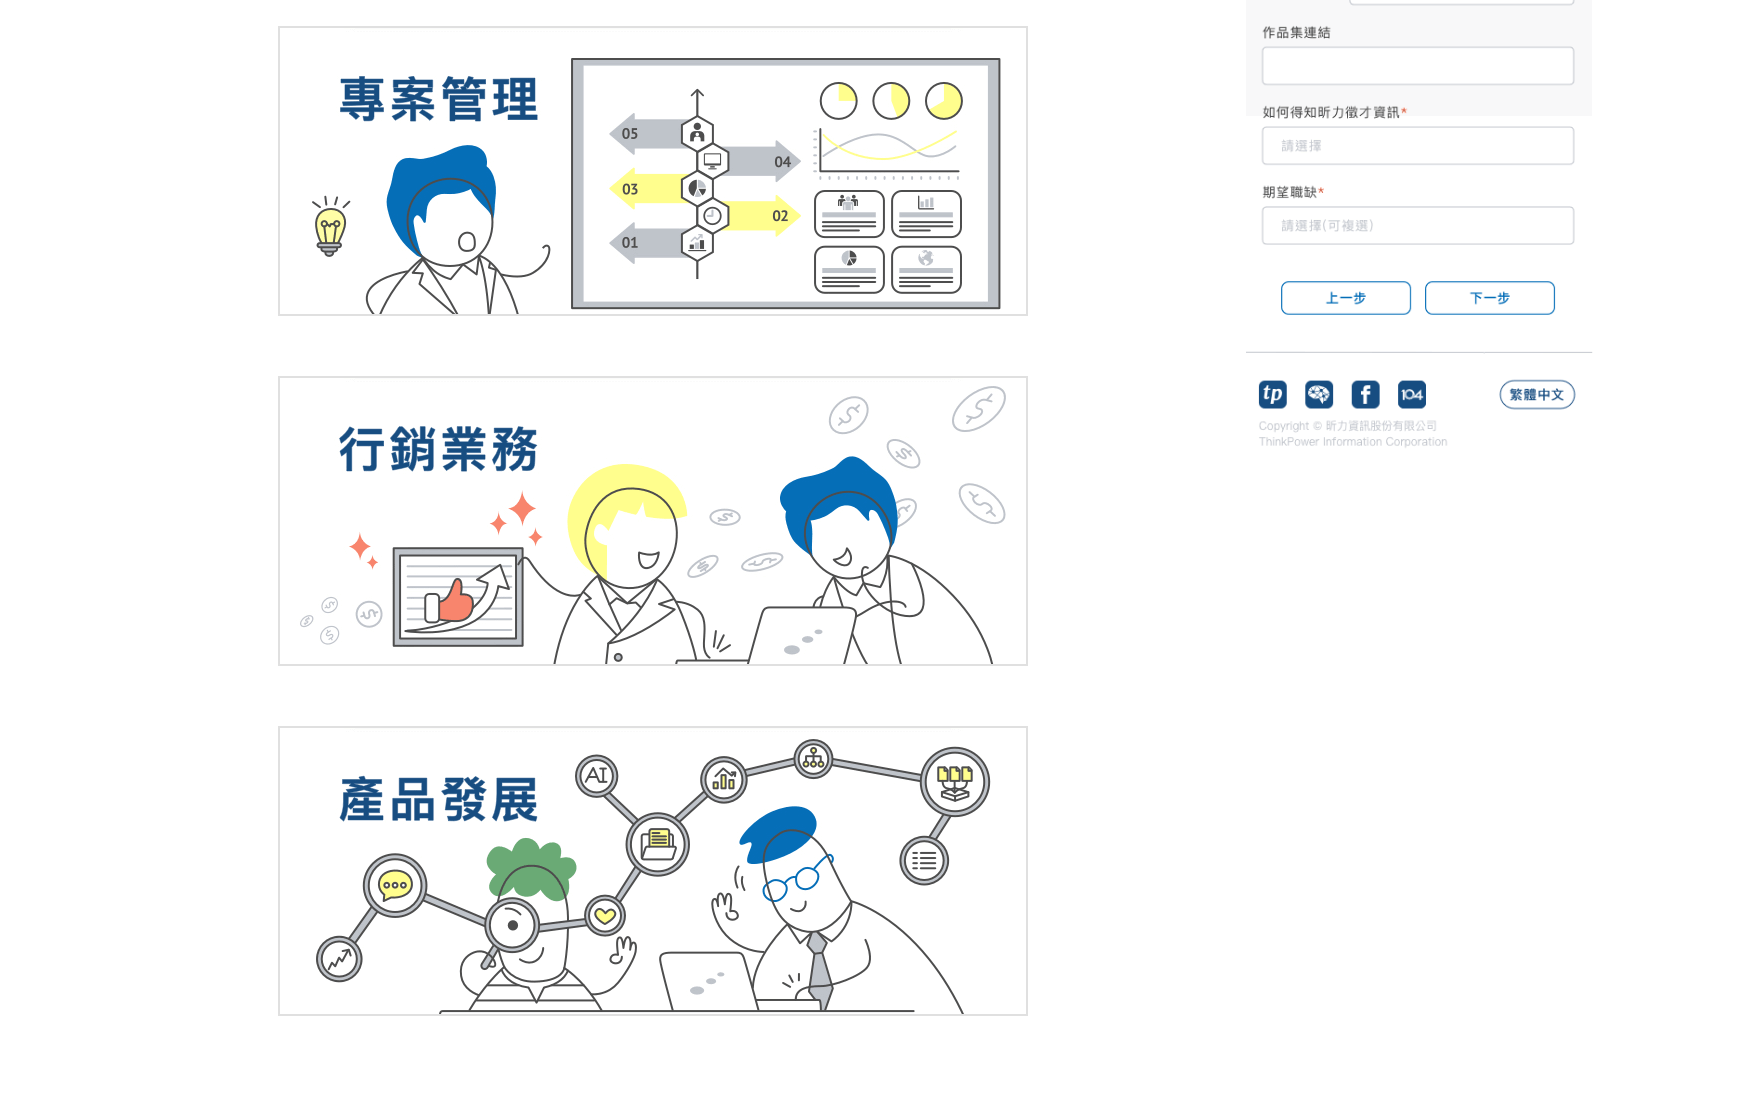 專案管理
05
04
03
02
01
行銷業務
產品發展
AI
作品集連結
如何得知昕力徵才資訊*
請選擇
期望職缺*
請選擇(可複選)
上一步
下一步
tp
f
104
繁體中文
Copyright © 昕力資訊股份有限公司
ThinkPower Information Corporation